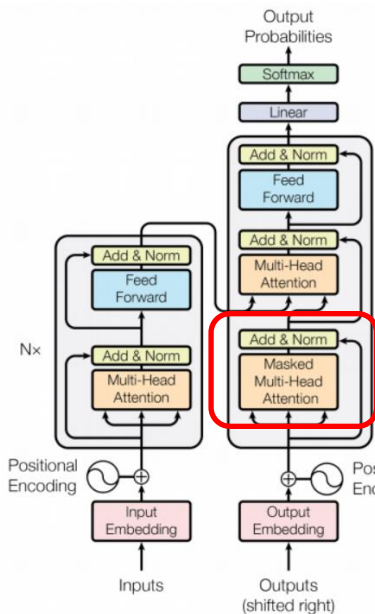 Output
Probabilities
Softmax
Linear
Add & Norm
Feed
Forward
Add & Norm
Multi-Head
Attention
Add & Norm
Masked
Multi-Head
Attention
Add & Norm
Feed
Forward
Add & Norm
Multi-Head
Attention
N×
Positional
Encoding
Input
Embedding
Output
Embedding
Inputs
Outputs
(shifted right)